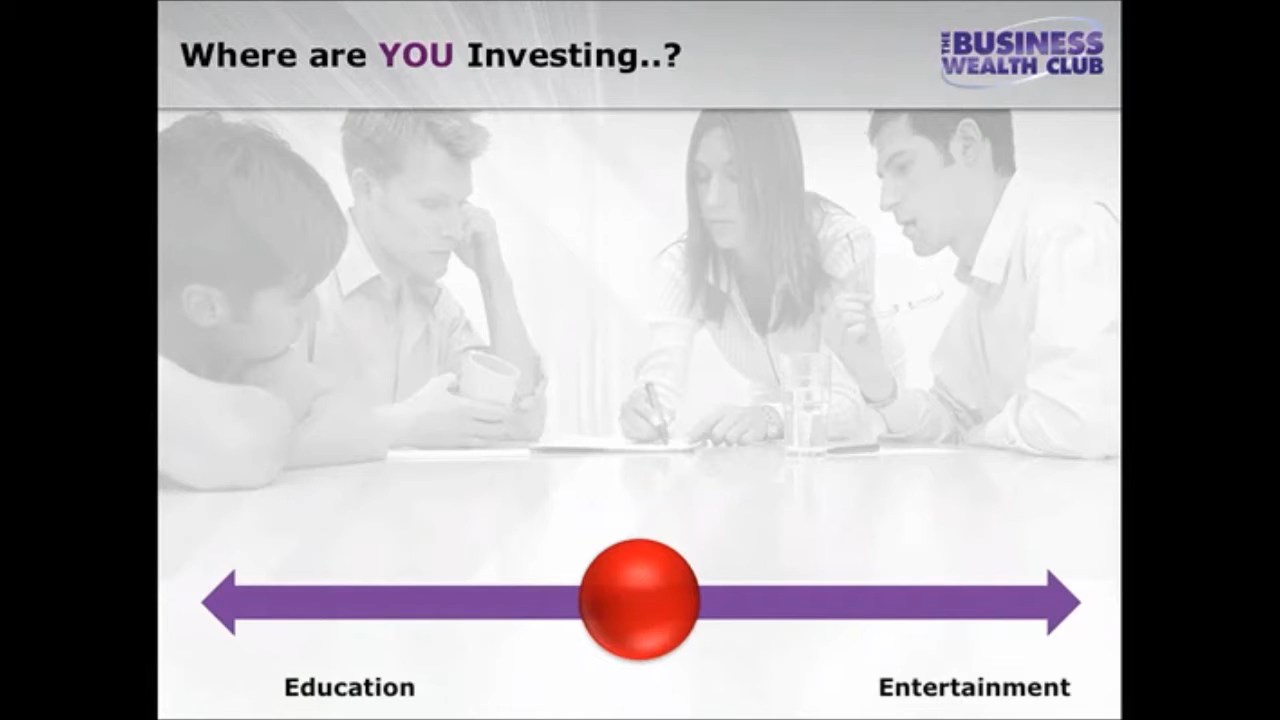 Where are YOU Investing..?
THE BUSINESS
WEALTH CLUB
Education
Entertainment